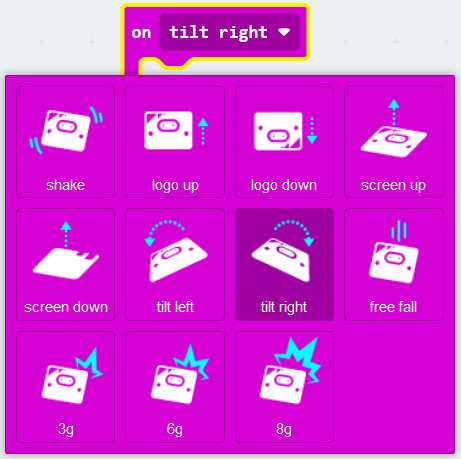 on tilt right
shake logo up logo down screen up
screen down tilt left tilt right free fall
3g 6g 8g